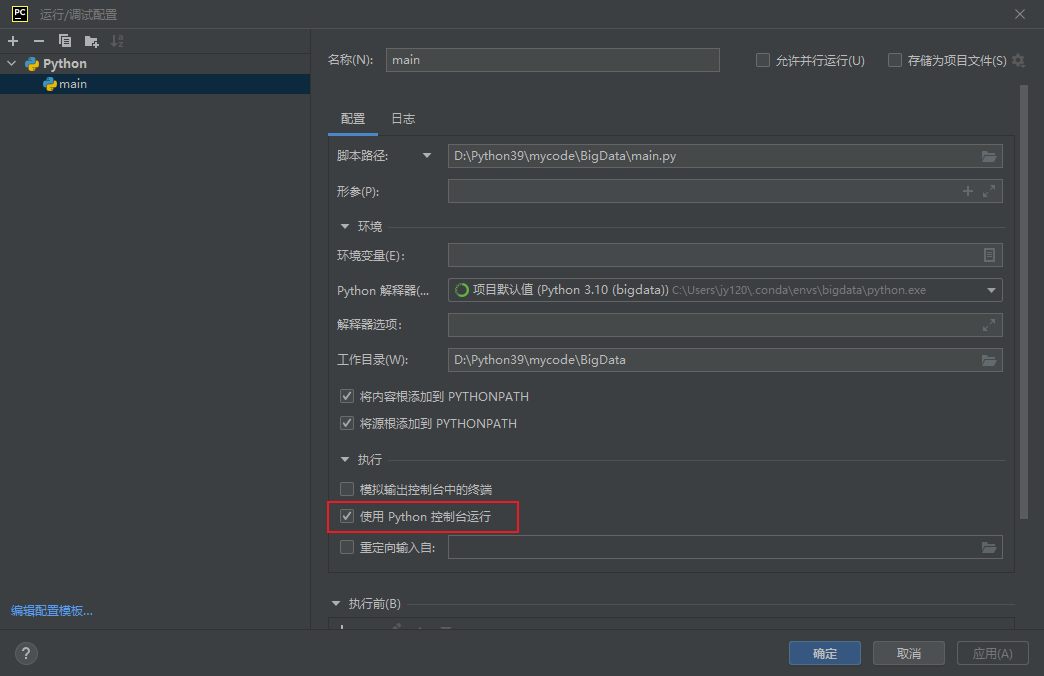 PC 运行/调试配置
Python
main
编辑配置模板...
名称(N): main 允许并行运行(U) 存储为项目文件(S)
配置 日志
脚本路径: D:\Python39\mycode\BigData\main.py
形参(P):
环境
环境变量(E):
Python 解释器(... 项目默认值 (Python 3.10 (bigdata)) C:\Users\jy120\.conda\envs\bigdata\python.exe
解释器选项:
工作目录(W): D:\Python39\mycode\BigData
将内容根添加到 PYTHONPATH
将源根添加到 PYTHONPATH
执行
模拟输出控制台中的终端
使用 Python 控制台运行
重定向输入自:
执行前(B)
? 确定 取消 应用(A)